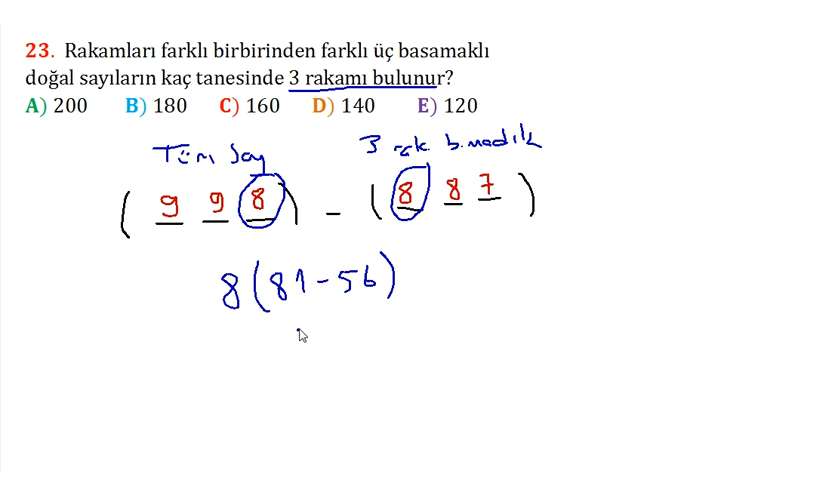 23. Rakamları farklı birbirinden farklı üç basamaklı
doğal sayıların kaç tanesinde 3 rakamı bulunur?
A) 200 B) 180 C) 160 D) 140 E) 120
Tüm Say 3 rak. b.madık
( 9 9 8 ) - ( 8 8 7 )
8(81-56)